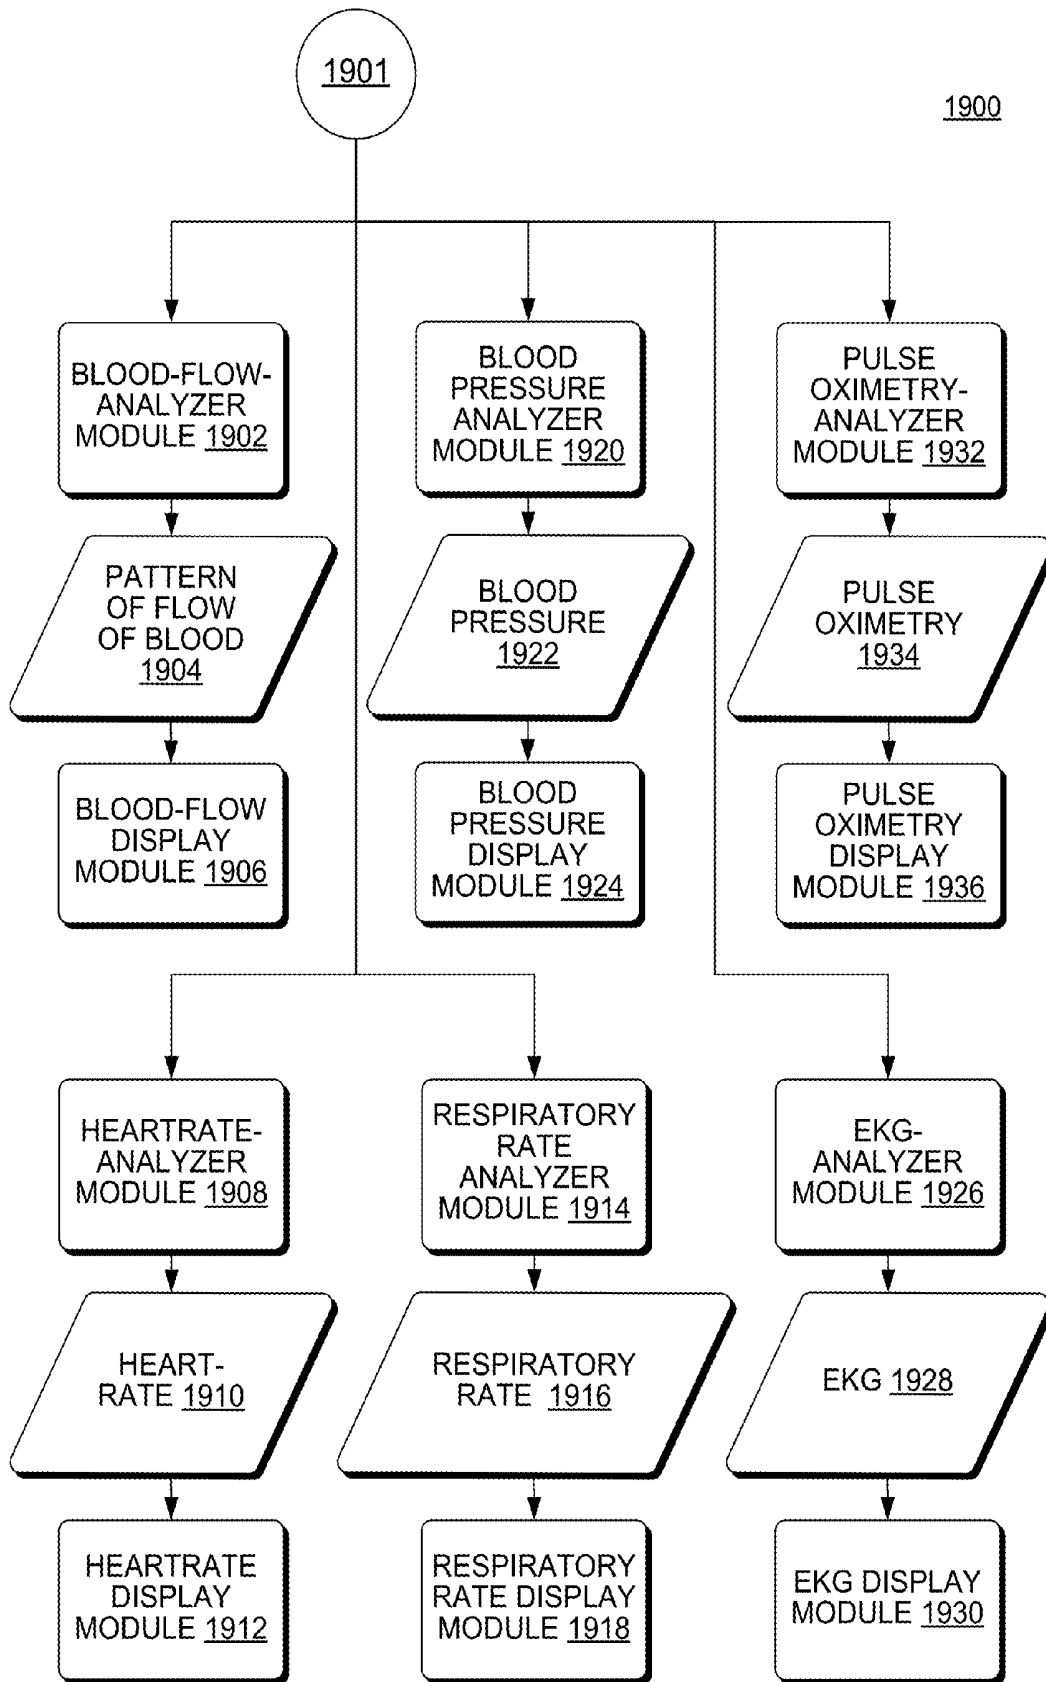 1901
1900
BLOOD-FLOW-
ANALYZER
MODULE 1902
BLOOD
PRESSURE
ANALYZER
MODULE 1920
PULSE
OXIMETRY-
ANALYZER
MODULE 1932
PATTERN
OF FLOW
OF BLOOD
1904
BLOOD
PRESSURE
1922
PULSE
OXIMETRY
1934
BLOOD-FLOW
DISPLAY
MODULE 1906
BLOOD
PRESSURE
DISPLAY
MODULE 1924
PULSE
OXIMETRY
DISPLAY
MODULE 1936
HEARTRATE-
ANALYZER
MODULE 1908
RESPIRATORY
RATE
ANALYZER
MODULE 1914
EKG-
ANALYZER
MODULE 1926
HEART-
RATE 1910
RESPIRATORY
RATE 1916
EKG 1928
HEARTRATE
DISPLAY
MODULE 1912
RESPIRATORY
RATE DISPLAY
MODULE 1918
EKG DISPLAY
MODULE 1930